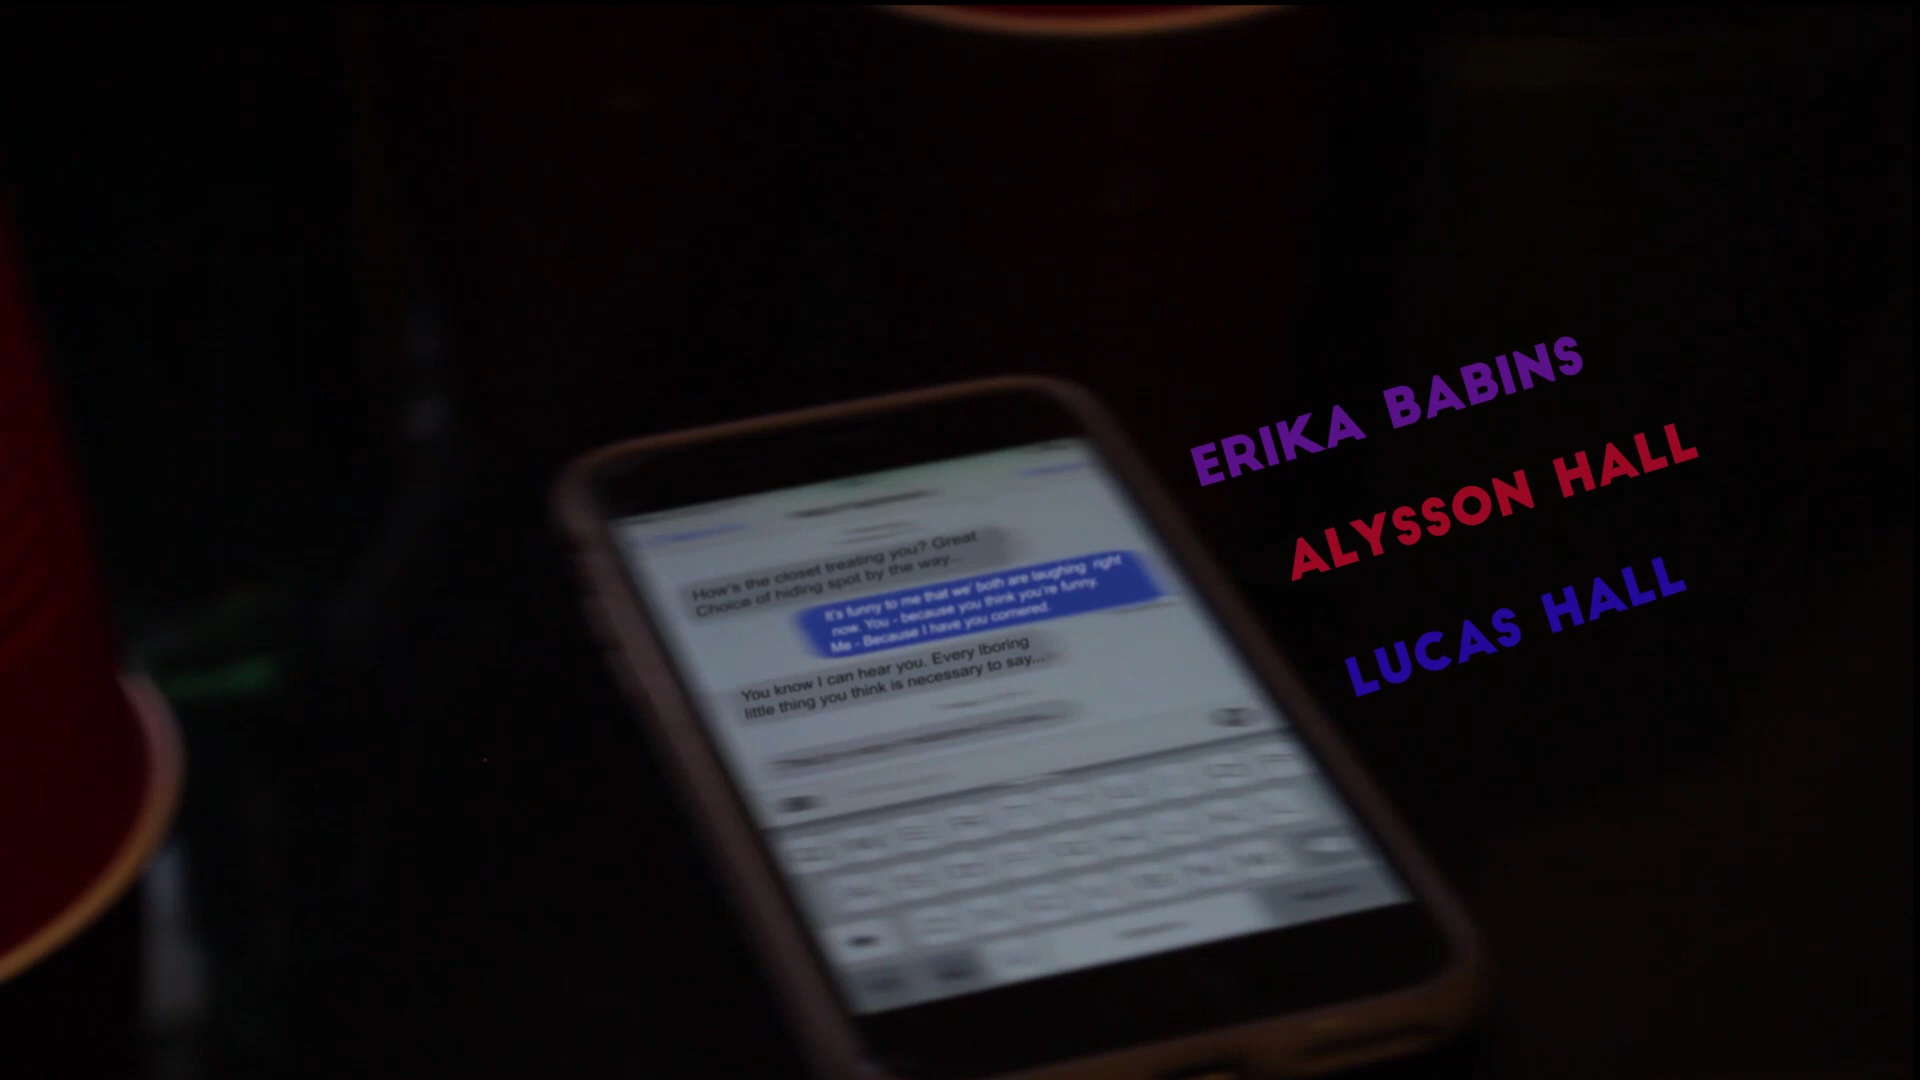 How's the closet treating you? Great
Choice of hiding spot by the way...
It's funny to me that we' both are laughing right
now. You - because you think you're funny.
Me - Because I have you cornered.
You know I can hear you. Every lboring
little thing you think is necessary to say....
ERIKA BABINS
ALYSSON HALL
LUCAS HALL